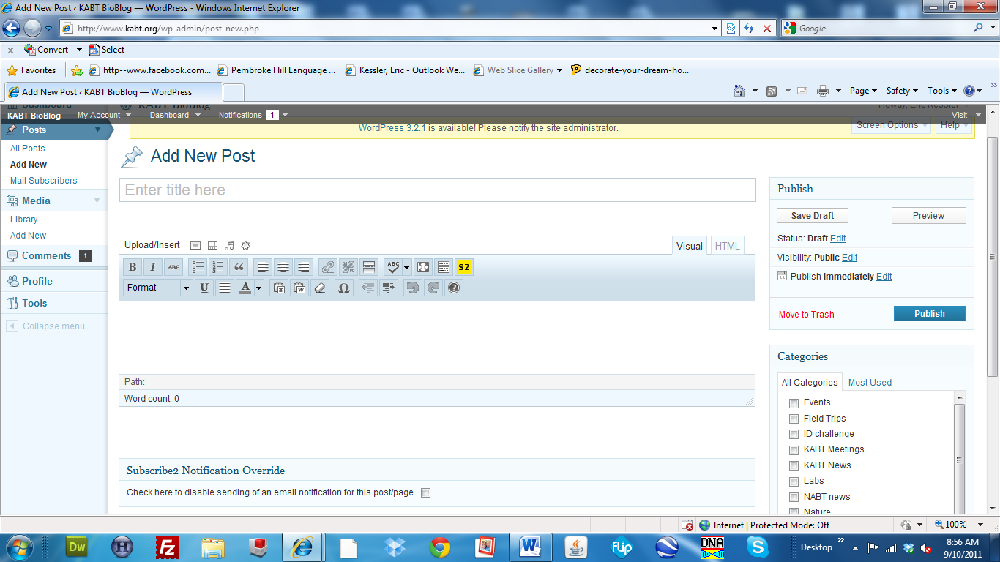 Add New Post ‹ KABT BioBlog — WordPress - Windows Internet Explorer
http://www.kabt.org/wp-admin/post-new.php
Google
x Convert Select
Favorites http--www.facebook.com... Pembroke Hill Language ... Kessler, Eric - Outlook We... Web Slice Gallery decorate-your-dream-ho...
Add New Post ‹ KABT BioBlog — WordPress
Page Safety Tools
KABT BioBlog My Account Dashboard Notifications 1 Visit
WordPress 3.2.1 is available! Please notify the site administrator.
Screen Options Help
Posts
All Posts
Add New
Mail Subscribers
Media
Library
Add New
Comments 1
Profile
Tools
Collapse menu
Add New Post
Enter title here
Upload/Insert
Visual HTML
B I ABC ABC S2
Format U A Ω
Path:
Word count: 0
Subscribe2 Notification Override
Check here to disable sending of an email notification for this post/page
Publish
Save Draft Preview
Status: Draft Edit
Visibility: Public Edit
Publish immediately Edit
Move to Trash Publish
Categories
All Categories Most Used
Events
Field Trips
ID challenge
KABT Meetings
KABT News
Labs
NABT news
Nature
Internet | Protected Mode: Off 100%
Dw H Fz W flip DNA S Desktop
8:56 AM
9/10/2011